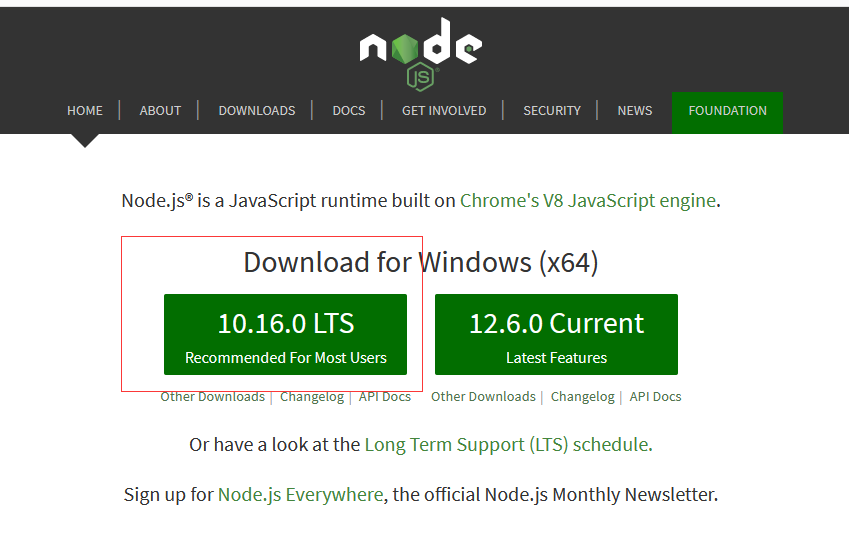 node
JS
HOME ABOUT DOWNLOADS DOCS GET INVOLVED SECURITY NEWS FOUNDATION
Node.js® is a JavaScript runtime built on Chrome's V8 JavaScript engine.
Download for Windows (x64)
10.16.0 LTS
Recommended For Most Users
12.6.0 Current
Latest Features
Other Downloads | Changelog | API Docs Other Downloads | Changelog | API Docs
Or have a look at the Long Term Support (LTS) schedule.
Sign up for Node.js Everywhere, the official Node.js Monthly Newsletter.